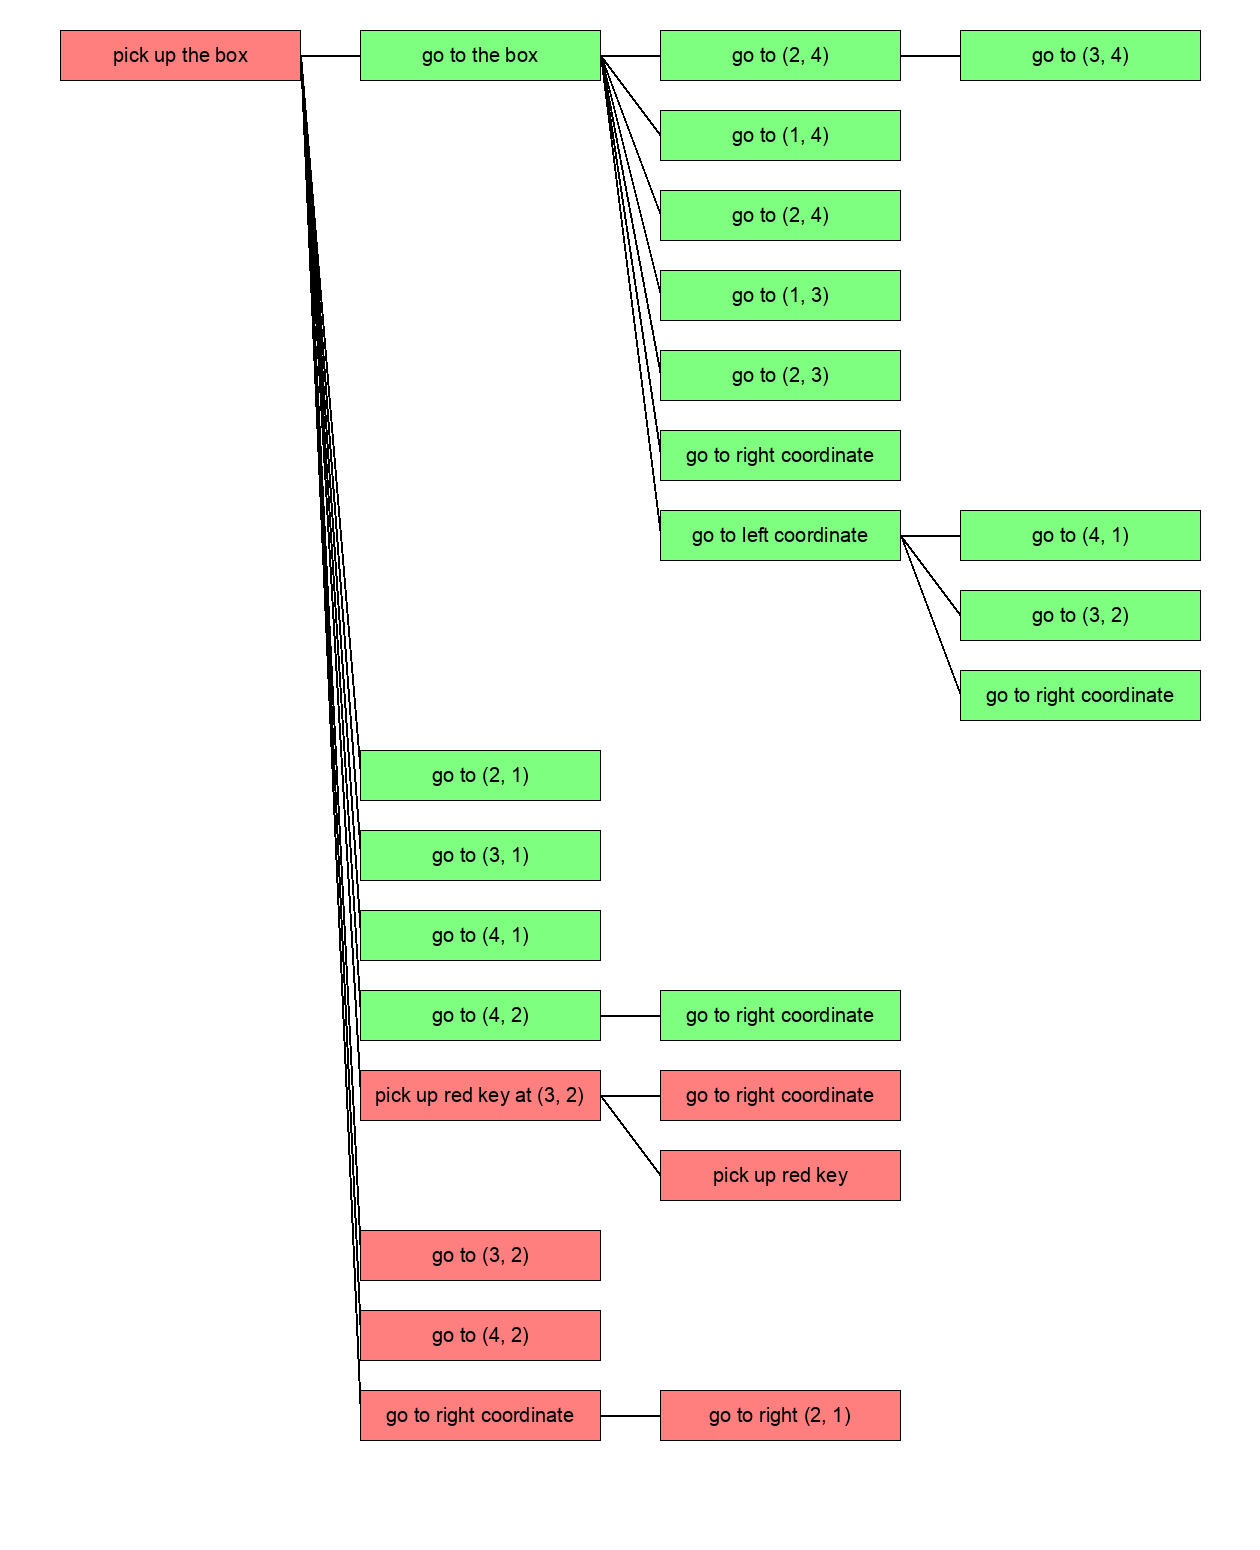 pick up the box
go to the box
go to (2, 4)
go to (3, 4)
go to (1, 4)
go to (2, 4)
go to (1, 3)
go to (2, 3)
go to right coordinate
go to left coordinate
go to (4, 1)
go to (3, 2)
go to right coordinate
go to (2, 1)
go to (3, 1)
go to (4, 1)
go to (4, 2)
go to right coordinate
pick up red key at (3, 2)
go to right coordinate
pick up red key
go to (3, 2)
go to (4, 2)
go to right coordinate
go to right (2, 1)